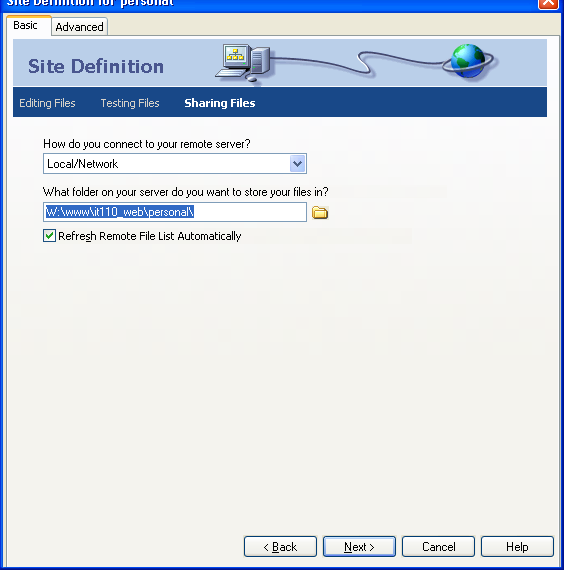 Site Definition for personal
Basic Advanced
Site Definition
Editing Files Testing Files Sharing Files
How do you connect to your remote server?
Local/Network
What folder on your server do you want to store your files in?
W:\www\it110_web\personal\
Refresh Remote File List Automatically
< Back Next > Cancel Help